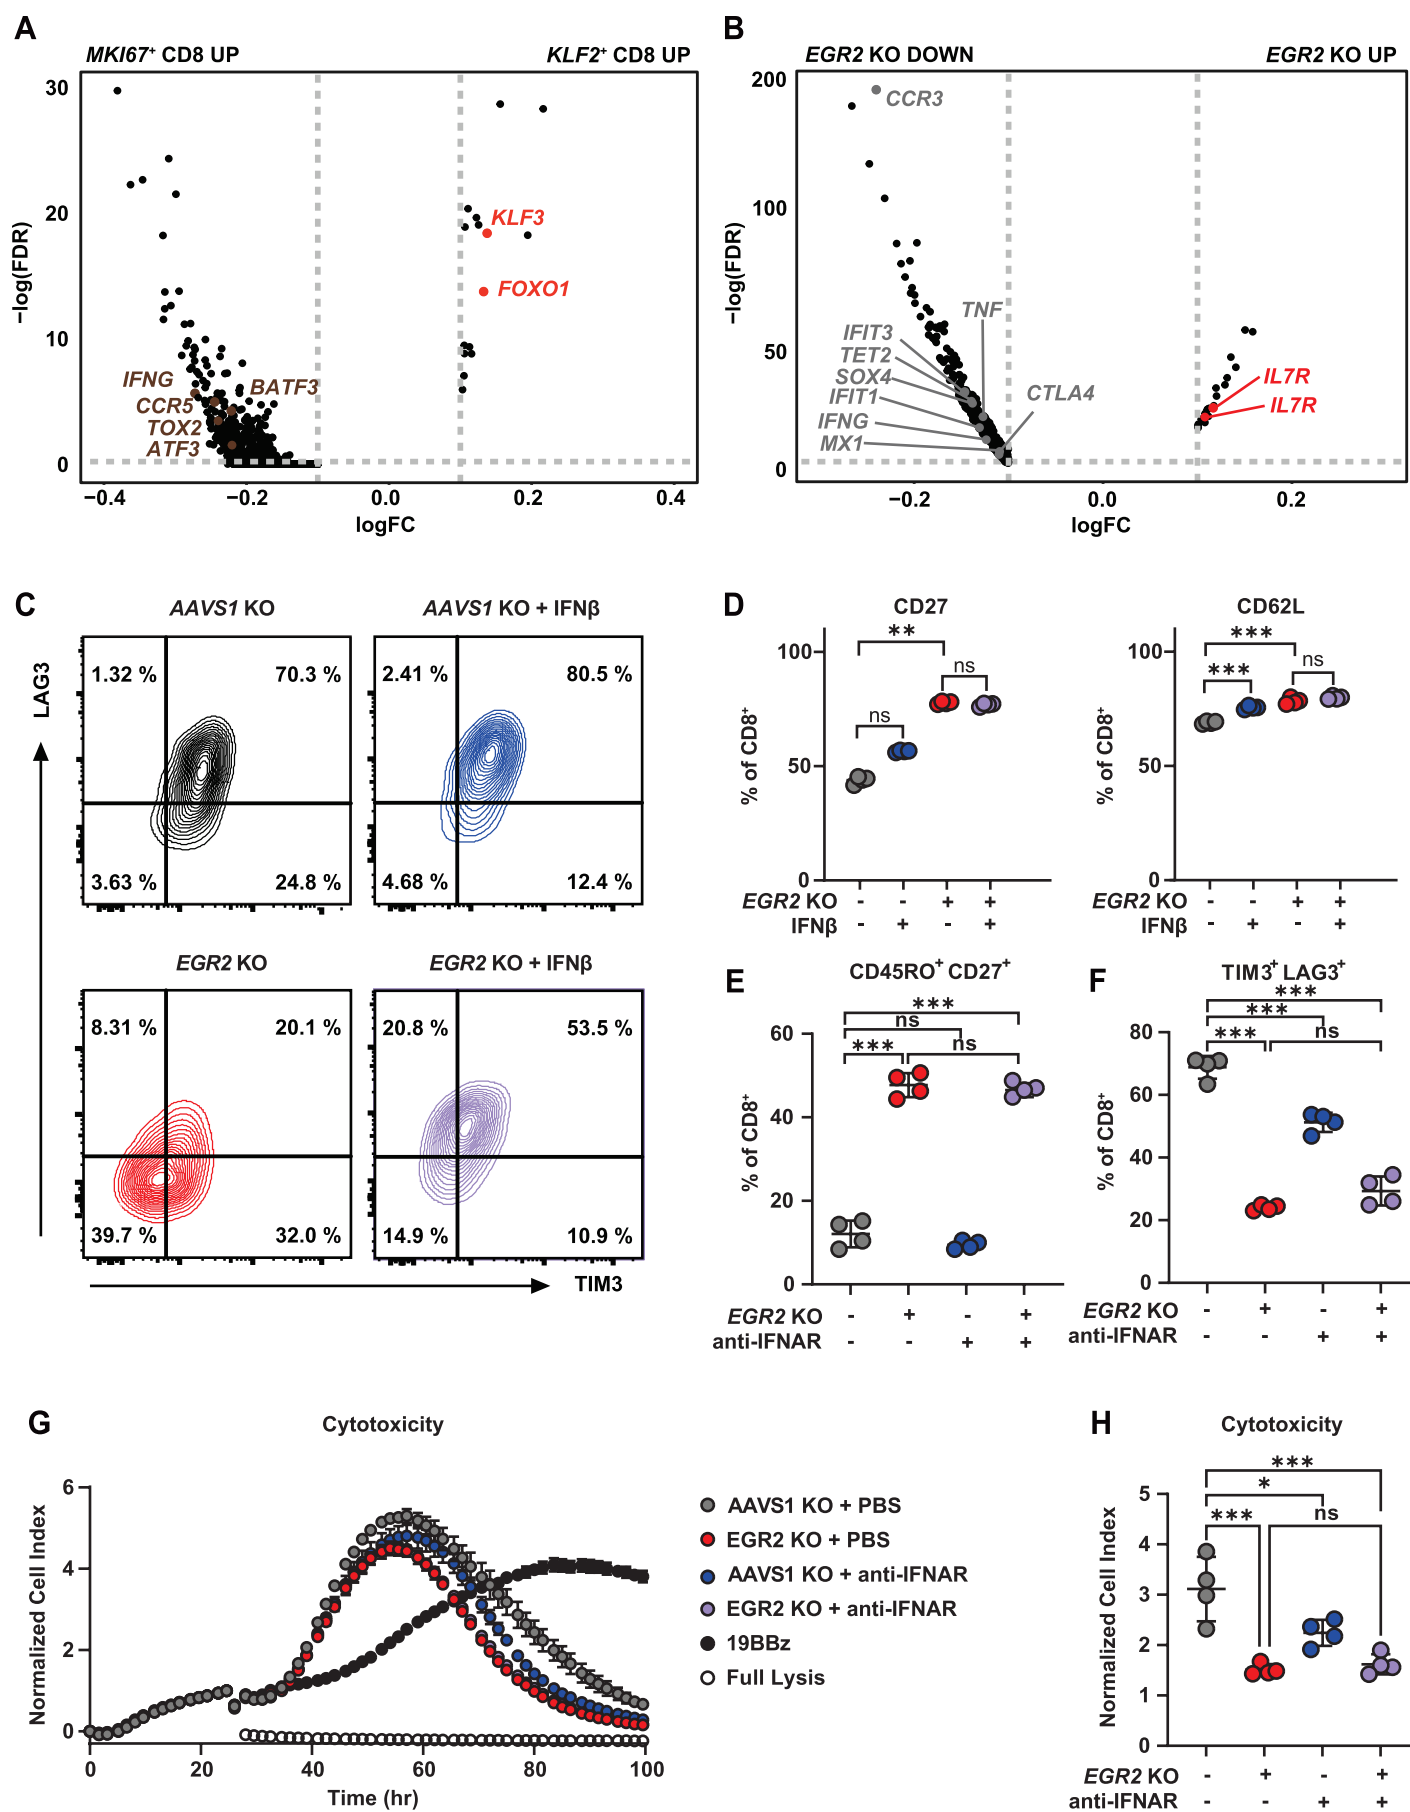 A
MKI67+ CD8 UP
KLF2+ CD8 UP
30
20
10
0
−log(FDR)
KLF3
FOXO1
IFNG
BATF3
CCR5
TOX2
ATF3
−0.4
−0.2
0.0
0.2
0.4
logFC
B
EGR2 KO DOWN
EGR2 KO UP
200
100
50
0
−log(FDR)
CCR3
TNF
IFIT3
TET2
SOX4
IFIT1
IFNG
MX1
CTLA4
IL7R
IL7R
−0.2
0.0
0.2
logFC
C
LAG3
AAVS1 KO
1.32 %
70.3 %
3.63 %
24.8 %
AAVS1 KO + IFNβ
2.41 %
80.5 %
4.68 %
12.4 %
EGR2 KO
8.31 %
20.1 %
39.7 %
32.0 %
EGR2 KO + IFNβ
20.8 %
53.5 %
14.9 %
10.9 %
TIM3
D
CD27
% of CD8+
100
50
0
**
ns
ns
EGR2 KO - - + +
IFNβ - + - +
CD62L
% of CD8+
100
50
0
***
***
ns
EGR2 KO - - + +
IFNβ - + - +
E
CD45RO+ CD27+
% of CD8+
60
40
20
0
***
ns
***
ns
EGR2 KO - + - +
anti-IFNAR - - + +
F
TIM3+ LAG3+
% of CD8+
80
60
40
20
0
***
***
***
ns
EGR2 KO - + - +
anti-IFNAR - - + +
G
Cytotoxicity
Normalized Cell Index
6
4
2
0
0
20
40
60
80
100
Time (hr)
AAVS1 KO + PBS
EGR2 KO + PBS
AAVS1 KO + anti-IFNAR
EGR2 KO + anti-IFNAR
19BBz
Full Lysis
H
Cytotoxicity
Normalized Cell Index
5
4
3
2
1
0
***
*
***
ns
EGR2 KO - + - +
anti-IFNAR - - + +